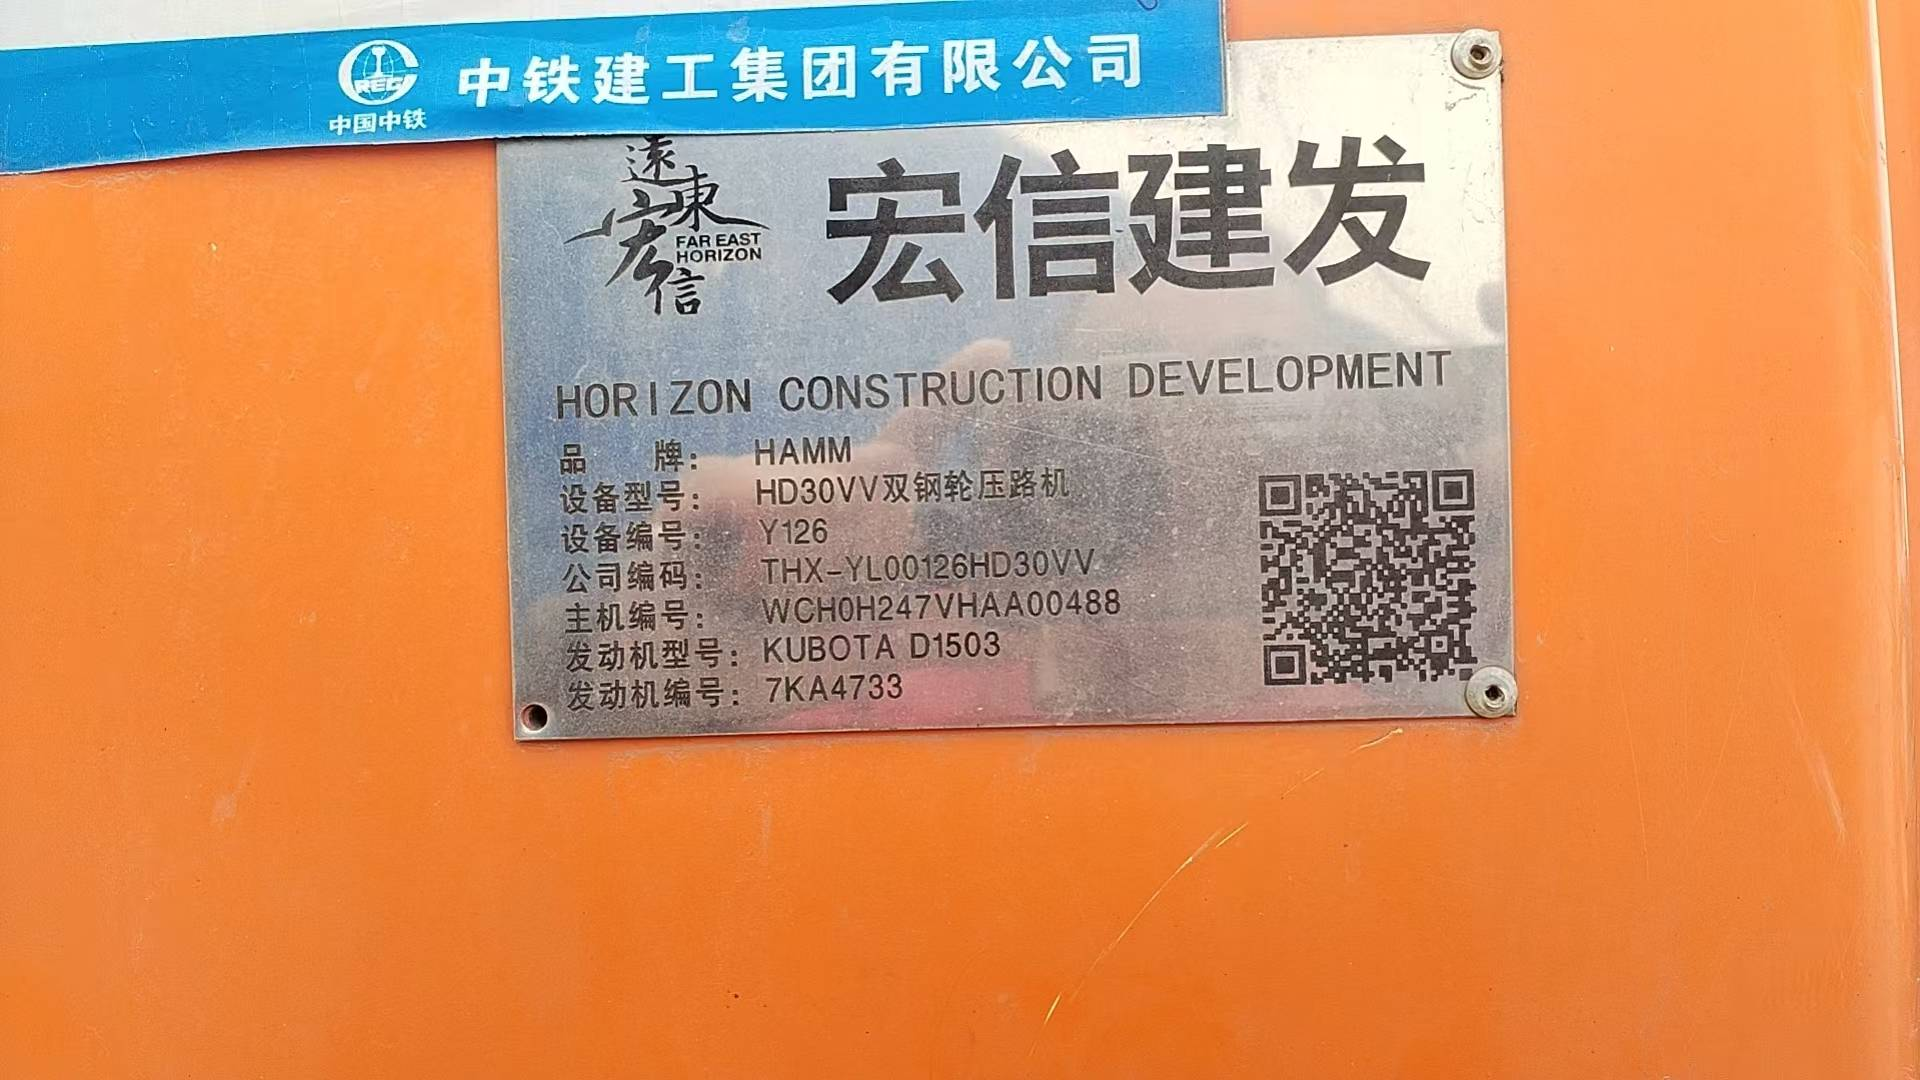 中铁建工集团有限公司
REC
中国中铁
遠東宏信
FAR EAST
HORIZON
宏信建发
HORIZON CONSTRUCTION DEVELOPMENT
品 牌: HAMM
设备型号: HD30VV双钢轮压路机
设备编号: Y126
公司编码: THX-YL00126HD30VV
主机编号: WCH0H247VHAA00488
发动机型号: KUBOTA D1503
发动机编号: 7KA4733